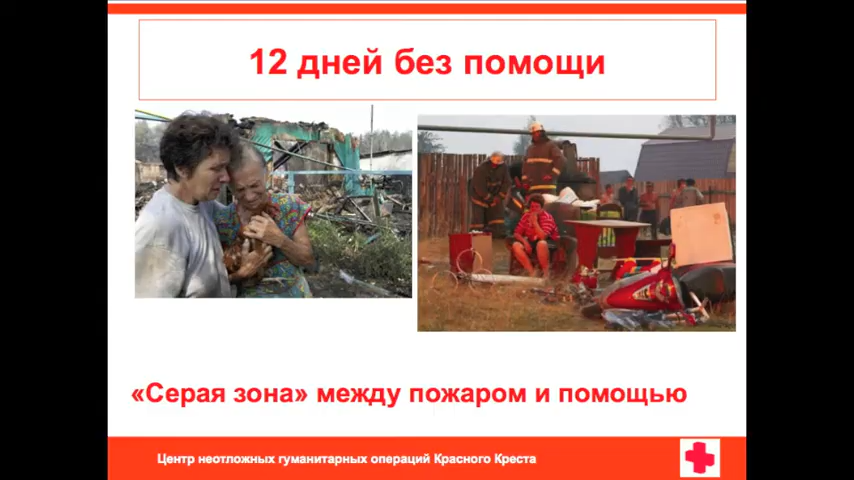 12 дней без помощи
«Серая зона» между пожаром и помощью
Центр неотложных гуманитарных операций Красного Креста